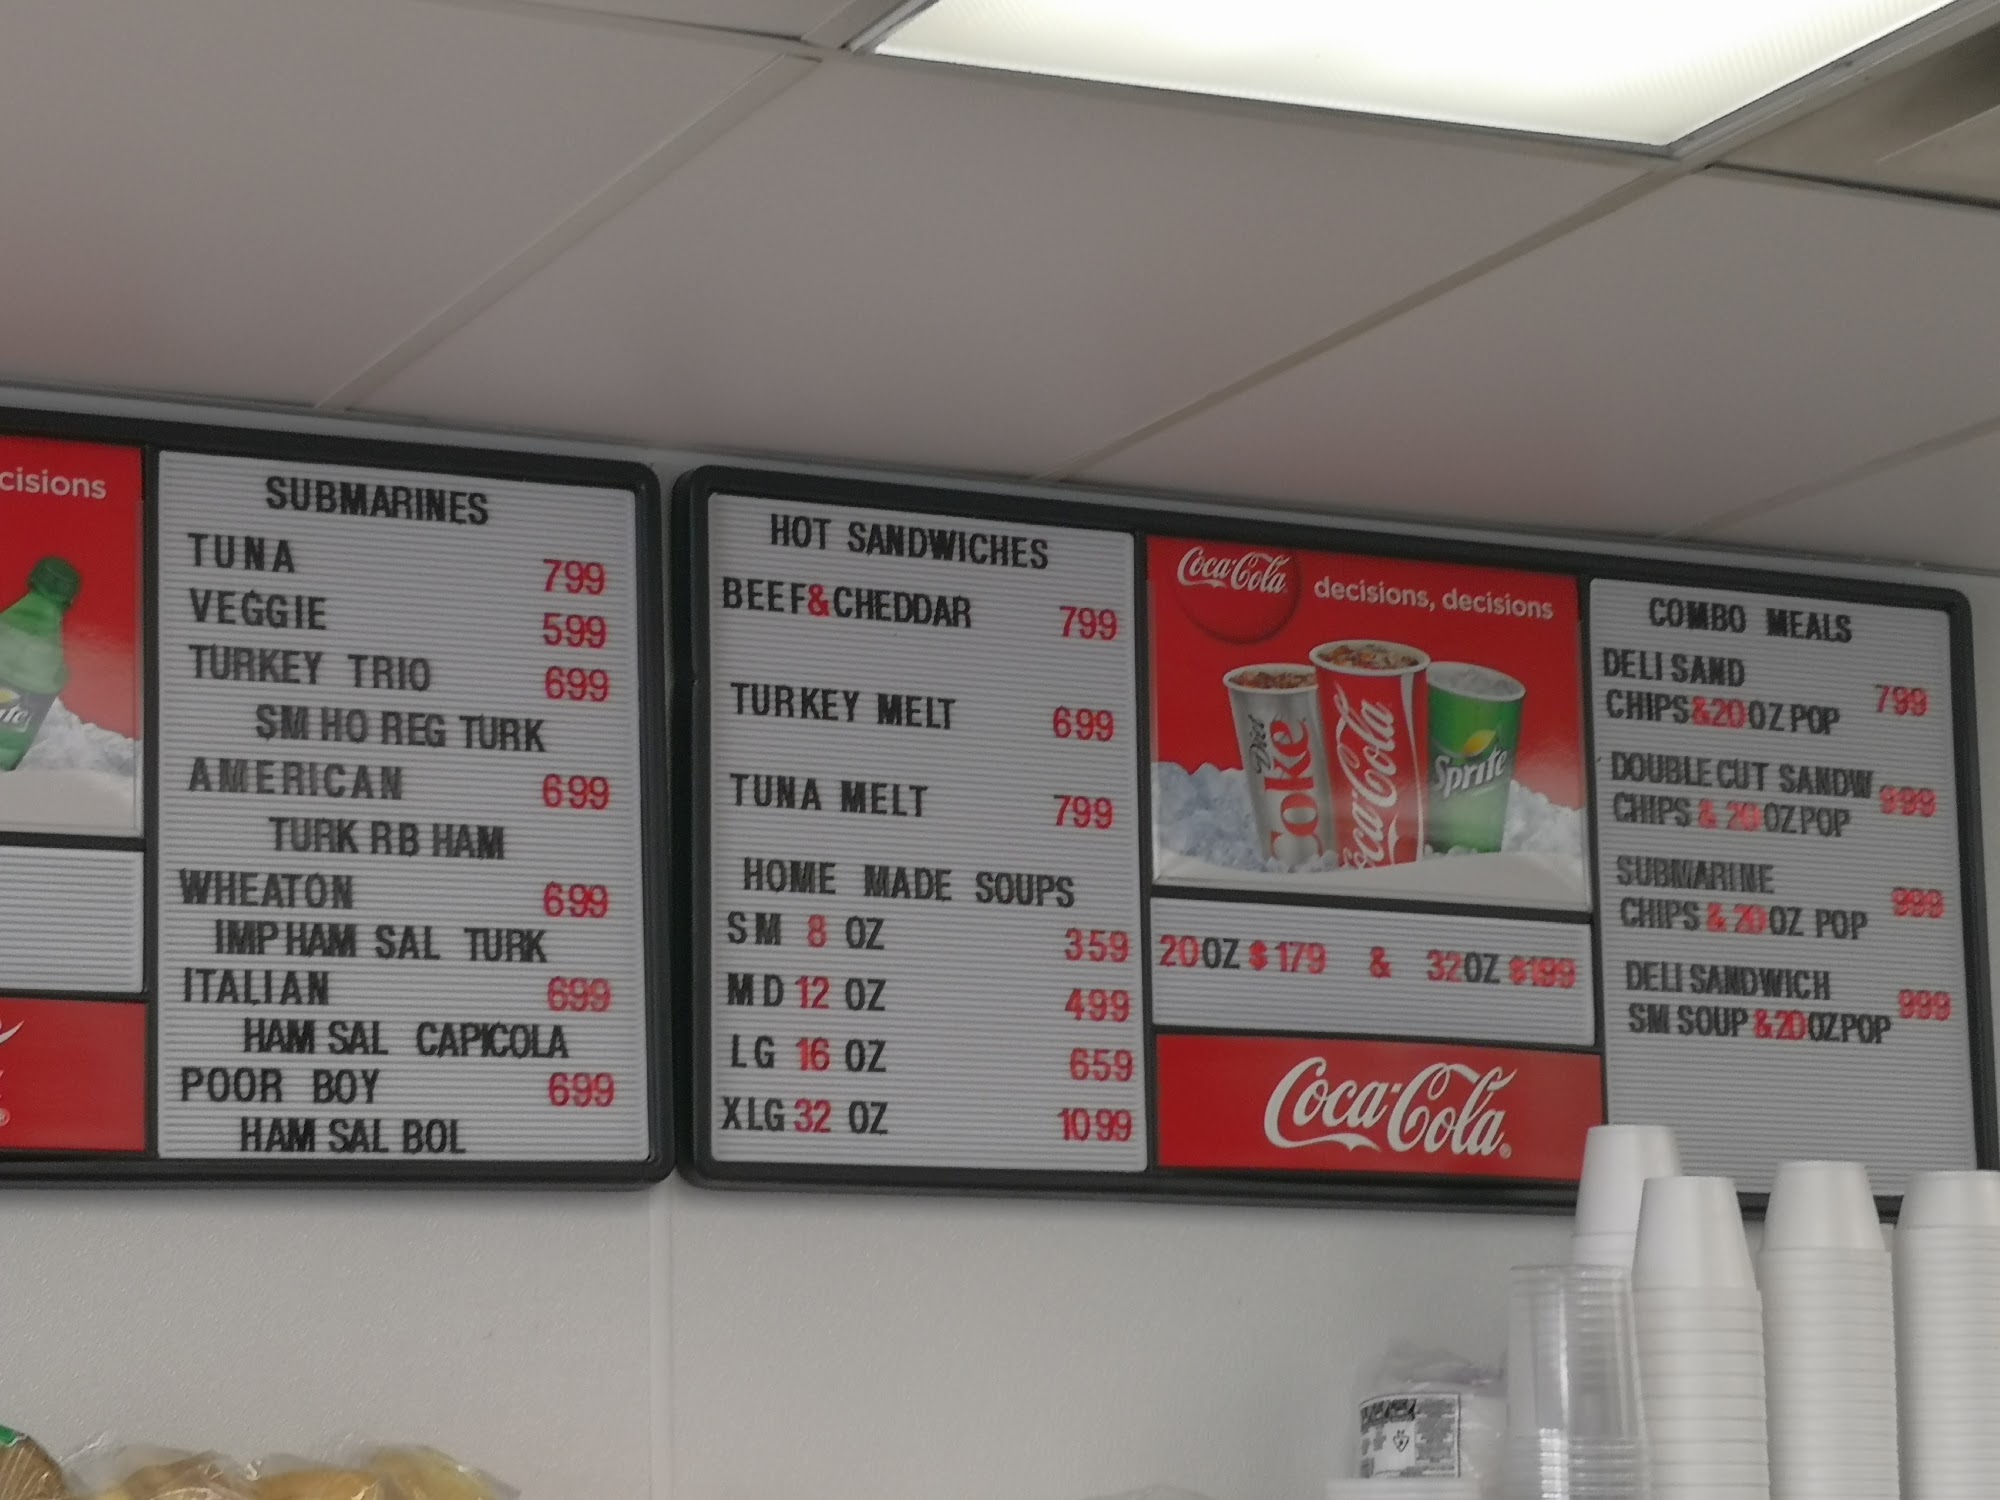 cisions
SUBMARINES
TUNA 799
VEGGIE 599
TURKEY TRIO 699
SM HO REG TURK
AMERICAN 699
TURK RB HAM
WHEATON 699
IMP HAM SAL TURK
ITALIAN 699
HAM SAL CAPICOLA
POOR BOY 699
HAM SAL BOL
HOT SANDWICHES
BEEF&CHEDDAR 799
TURKEY MELT 699
TUNA MELT 799
HOME MADE SOUPS
SM 8 OZ 359
MD 12 OZ 499
LG 16 OZ 659
XLG 32 OZ 1099
Coca-Cola decisions, decisions
Diet Coke
Coca-Cola
Sprite
20OZ $179 & 32OZ $199
Coca-Cola
COMBO MEALS
DELI SAND
CHIPS&20OZ POP 799
DOUBLE CUT SANDW 999
CHIPS & 20 OZ POP
SUBMARINE 999
CHIPS & 20 OZ POP
DELI SANDWICH 999
SM SOUP &20OZ POP